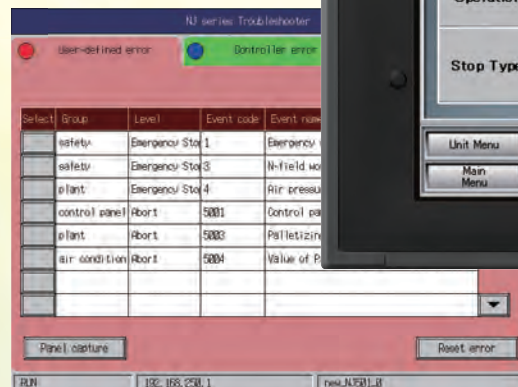 NJ series Troubleshooter
User-defined error
Controller error
Select Group Level Event code Event name
safety Emergency Sto 1 Emergency
safety Emergency Sto 3 N-field wo
plant Emergency Sto 4 Air pressu
control panel Abort 5001 Control pa
plant Abort 5003 Palletizin
air condition Abort 5004 Value of P
Panel capture
Reset error
RUN 192.168.250.1 new_NJ501_0
Operation
Stop Type
Unit Menu
Main
Menu